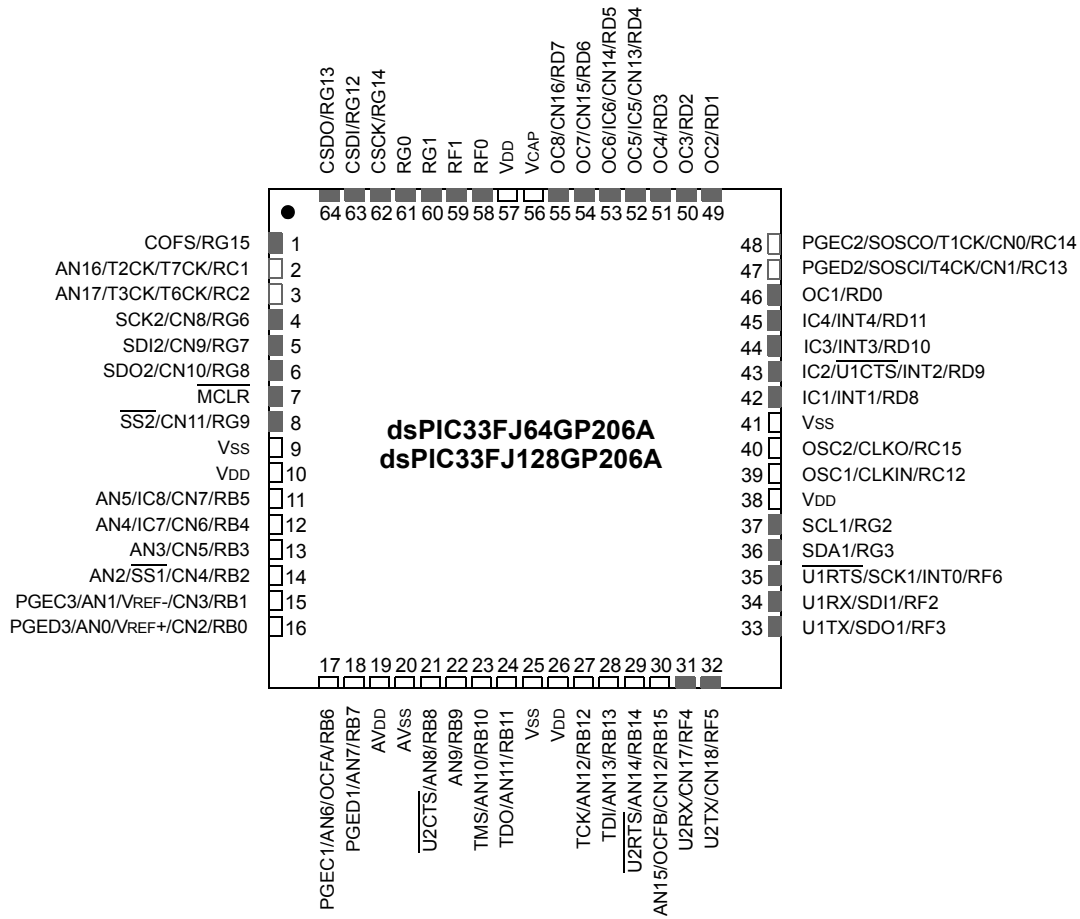 CSDO/RG13
CSDI/RG12
CSCK/RG14
RG0
RG1
RF1
RF0
VDD
VCAP
OC8/CN16/RD7
OC7/CN15/RD6
OC6/IC6/CN14/RD5
OC5/IC5/CN13/RD4
OC4/RD3
OC3/RD2
OC2/RD1
64 63 62 61 60 59 58 57 56 55 54 53 52 51 50 49
COFS/RG15 1
AN16/T2CK/T7CK/RC1 2
AN17/T3CK/T6CK/RC2 3
SCK2/CN8/RG6 4
SDI2/CN9/RG7 5
SDO2/CN10/RG8 6
MCLR 7
SS2/CN11/RG9 8
VSS 9
VDD 10
AN5/IC8/CN7/RB5 11
AN4/IC7/CN6/RB4 12
AN3/CN5/RB3 13
AN2/SS1/CN4/RB2 14
PGEC3/AN1/VREF-/CN3/RB1 15
PGED3/AN0/VREF+/CN2/RB0 16
dsPIC33FJ64GP206A
dsPIC33FJ128GP206A
48 PGEC2/SOSCO/T1CK/CN0/RC14
47 PGED2/SOSCI/T4CK/CN1/RC13
46 OC1/RD0
45 IC4/INT4/RD11
44 IC3/INT3/RD10
43 IC2/U1CTS/INT2/RD9
42 IC1/INT1/RD8
41 VSS
40 OSC2/CLKO/RC15
39 OSC1/CLKIN/RC12
38 VDD
37 SCL1/RG2
36 SDA1/RG3
35 U1RTS/SCK1/INT0/RF6
34 U1RX/SDI1/RF2
33 U1TX/SDO1/RF3
17 18 19 20 21 22 23 24 25 26 27 28 29 30 31 32
PGEC1/AN6/OCFA/RB6
PGED1/AN7/RB7
AVDD
AVSS
U2CTS/AN8/RB8
AN9/RB9
TMS/AN10/RB10
TDO/AN11/RB11
VSS
VDD
TCK/AN12/RB12
TDI/AN13/RB13
U2RTS/AN14/RB14
AN15/OCFB/CN12/RB15
U2RX/CN17/RF4
U2TX/CN18/RF5